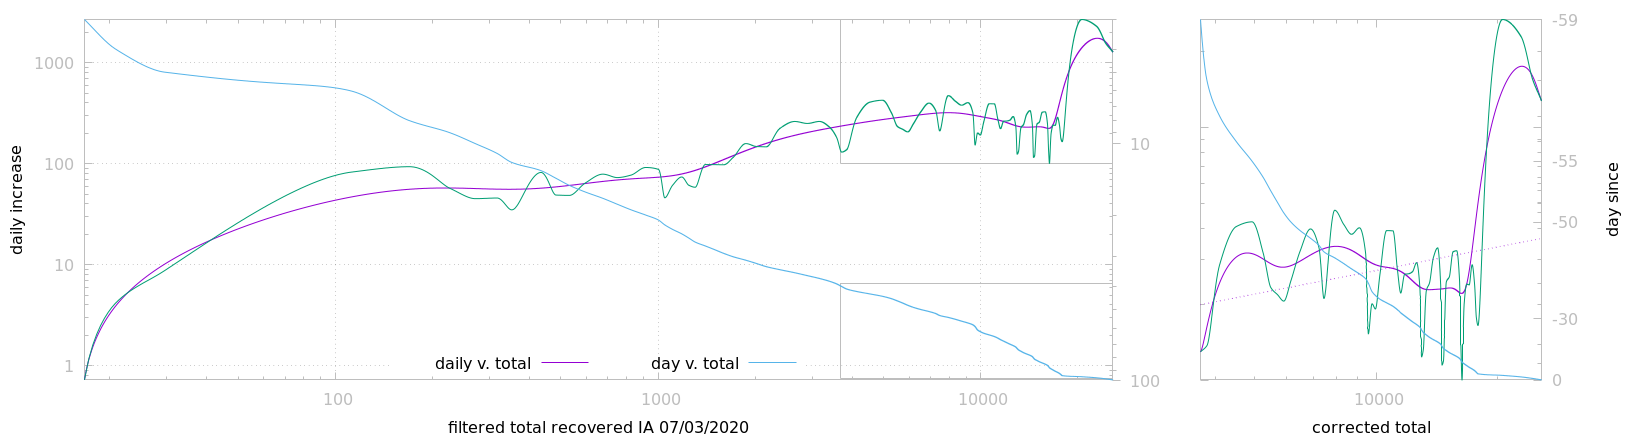 daily increase
1000
100
10
1
100
1000
10000
filtered total recovered IA 07/03/2020
daily v. total
day v. total
10
100
10000
corrected total
-59
-55
-50
-30
0
day since